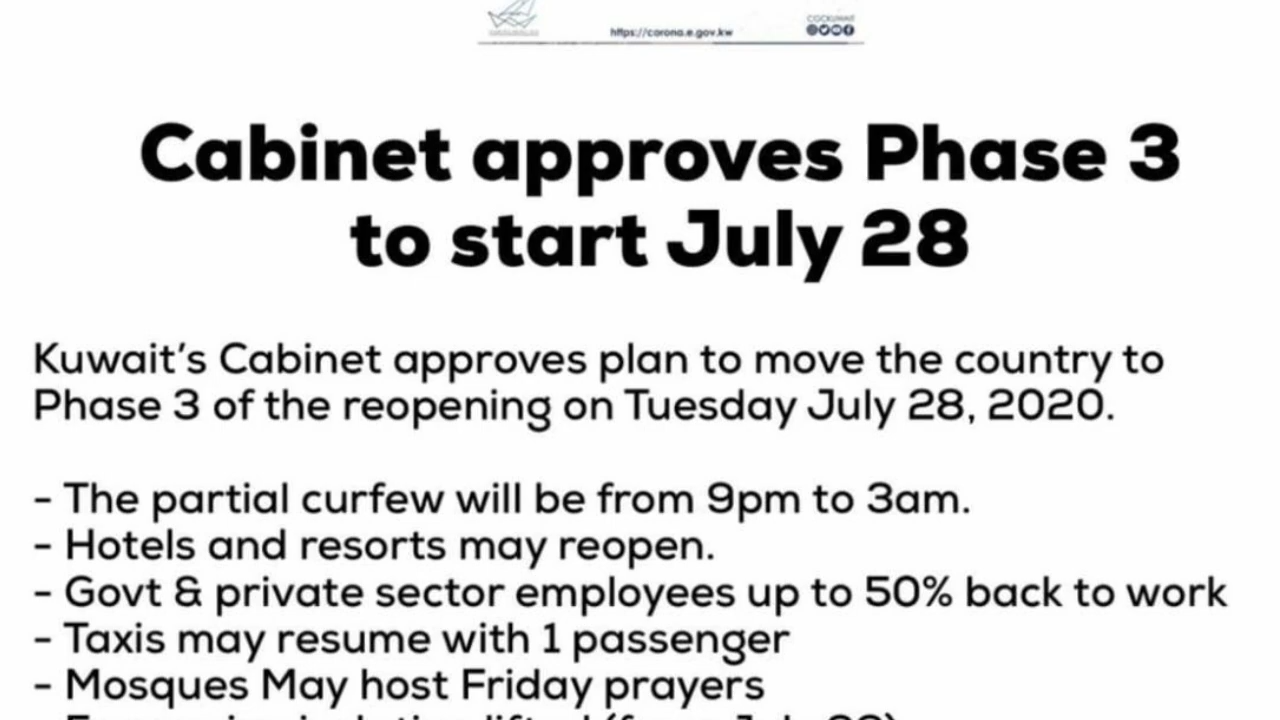 https://corona.e.gov.kw
CGCKUWAIT
Cabinet approves Phase 3
to start July 28
Kuwait's Cabinet approves plan to move the country to
Phase 3 of the reopening on Tuesday July 28, 2020.
- The partial curfew will be from 9pm to 3am.
- Hotels and resorts may reopen.
- Govt & private sector employees up to 50% back to work
- Taxis may resume with 1 passenger
- Mosques May host Friday prayers